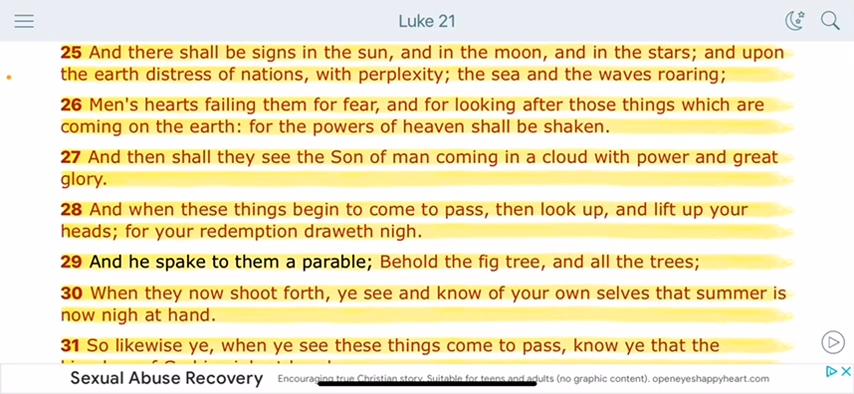 Luke 21
25 And there shall be signs in the sun, and in the moon, and in the stars; and upon
the earth distress of nations, with perplexity; the sea and the waves roaring;
26 Men's hearts failing them for fear, and for looking after those things which are
coming on the earth: for the powers of heaven shall be shaken.
27 And then shall they see the Son of man coming in a cloud with power and great
glory.
28 And when these things begin to come to pass, then look up, and lift up your
heads; for your redemption draweth nigh.
29 And he spake to them a parable; Behold the fig tree, and all the trees;
30 When they now shoot forth, ye see and know of your own selves that summer is
now nigh at hand.
31 So likewise ye, when ye see these things come to pass, know ye that the
Sexual Abuse Recovery
Encouraging true Christian story. Suitable for teens and adults (no graphic content). openeyeshappyheart.com